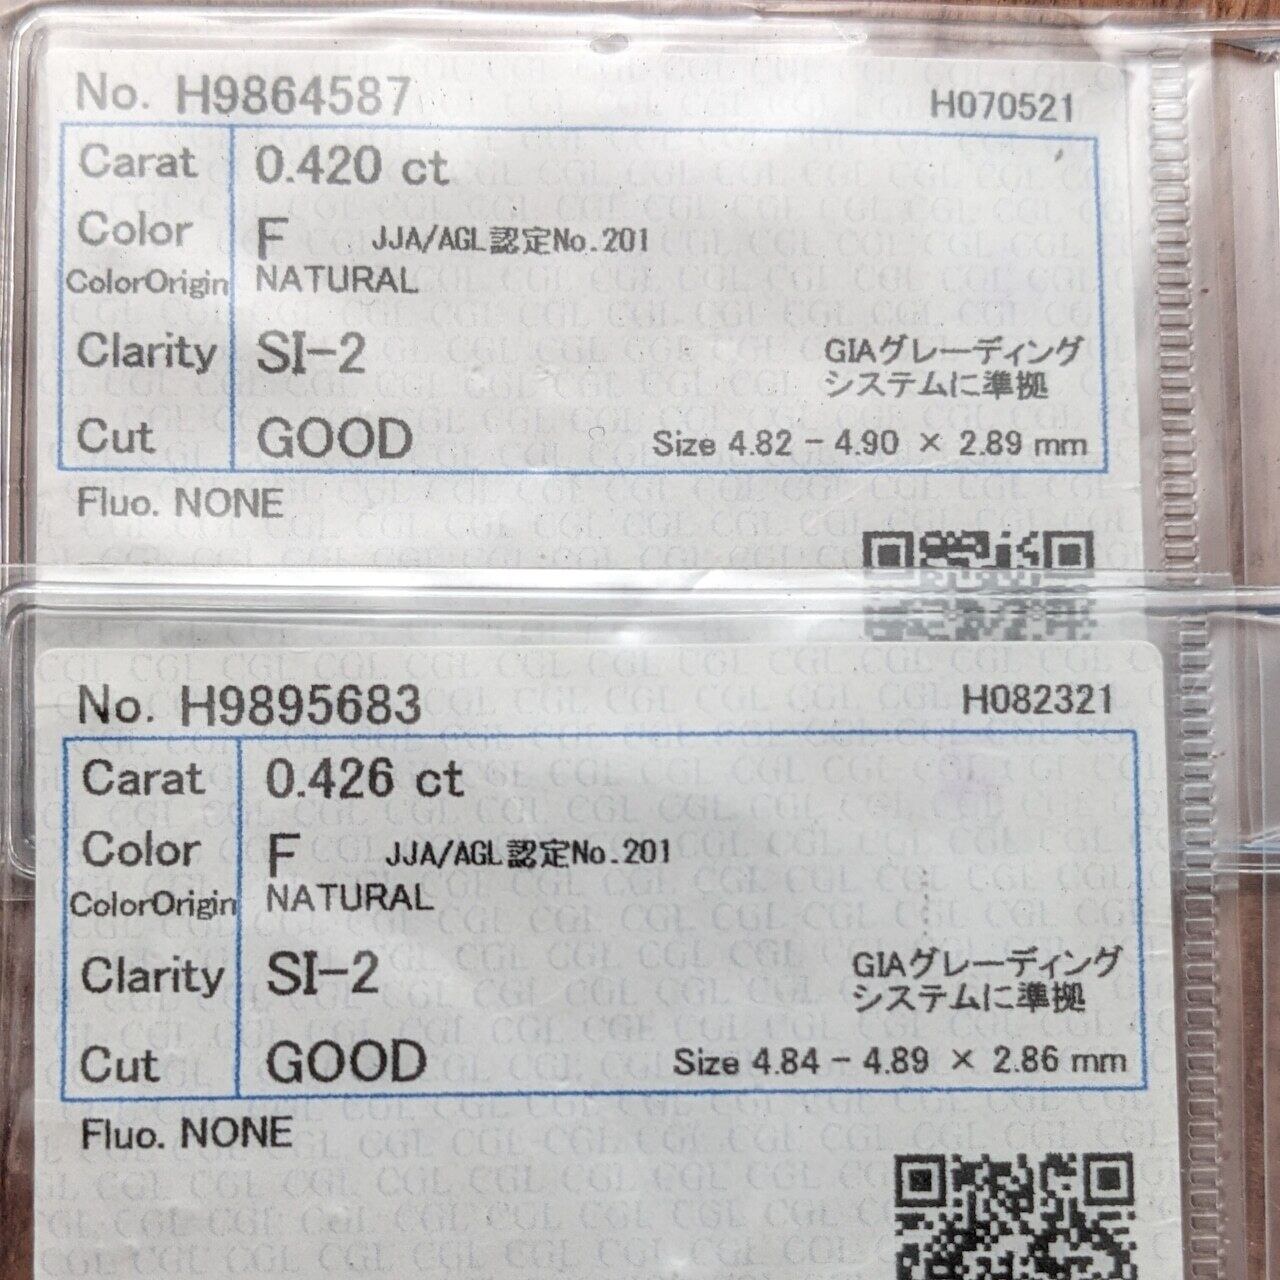 No. H9864587 H070521
Carat 0.420 ct
Color F JJA/AGL認定No.201
ColorOrigin NATURAL
Clarity SI-2 GIAグレーディング
システムに準拠
Cut GOOD Size 4.82 - 4.90 × 2.89 mm
Fluo. NONE
No. H9895683 H082321
Carat 0.426 ct
Color F JJA/AGL認定No.201
ColorOrigin NATURAL
Clarity SI-2 GIAグレーディング
システムに準拠
Cut GOOD Size 4.84 - 4.89 × 2.86 mm
Fluo. NONE